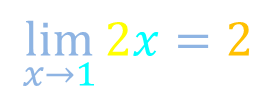 lim 2x = 2
x→1